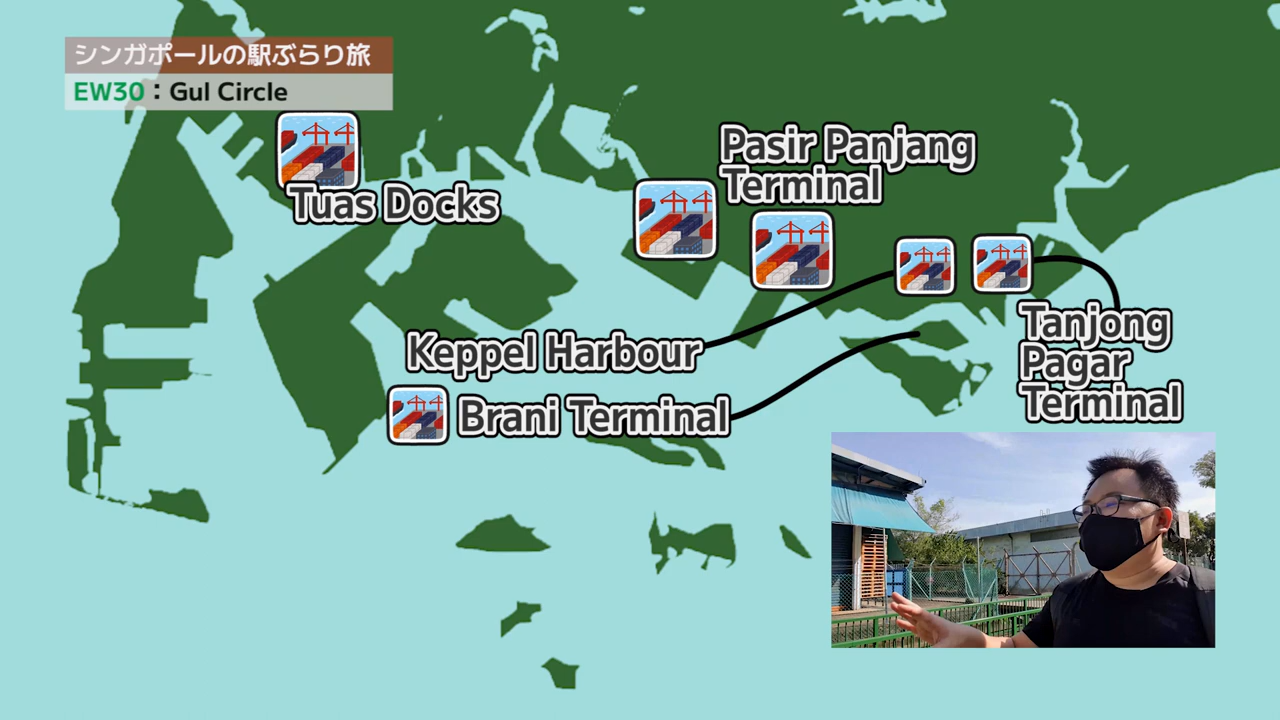 シンガポールの駅ぶらり旅
EW30：Gul Circle
Tuas Docks
Pasir Panjang
Terminal
Keppel Harbour
Brani Terminal
Tanjong
Pagar
Terminal